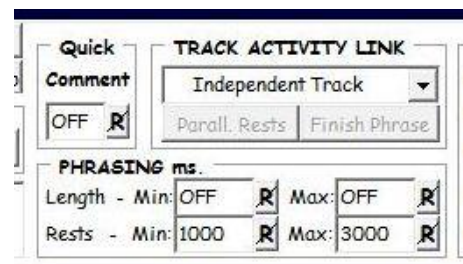 Quick
Comment
OFF R
TRACK ACTIVITY LINK
Independent Track
Parall. Rests Finish Phrase
PHRASING ms.
Length - Min: OFF R Max: OFF R
Rests - Min: 1000 R Max: 3000 R